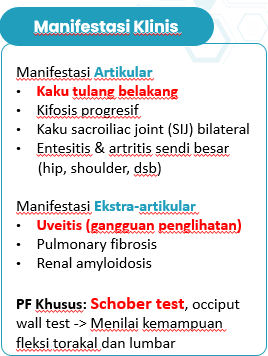 Manifestasi Klinis
Manifestasi Artikular
• Kaku tulang belakang
• Kifosis progresif
• Kaku sacroiliac joint (SIJ) bilateral
• Entesitis & artritis sendi besar
(hip, shoulder, dsb)
Manifestasi Ekstra-artikular
• Uveitis (gangguan penglihatan)
• Pulmonary fibrosis
• Renal amyloidosis
PF Khusus: Schober test, occiput
wall test -> Menilai kemampuan
fleksi torakal dan lumbar